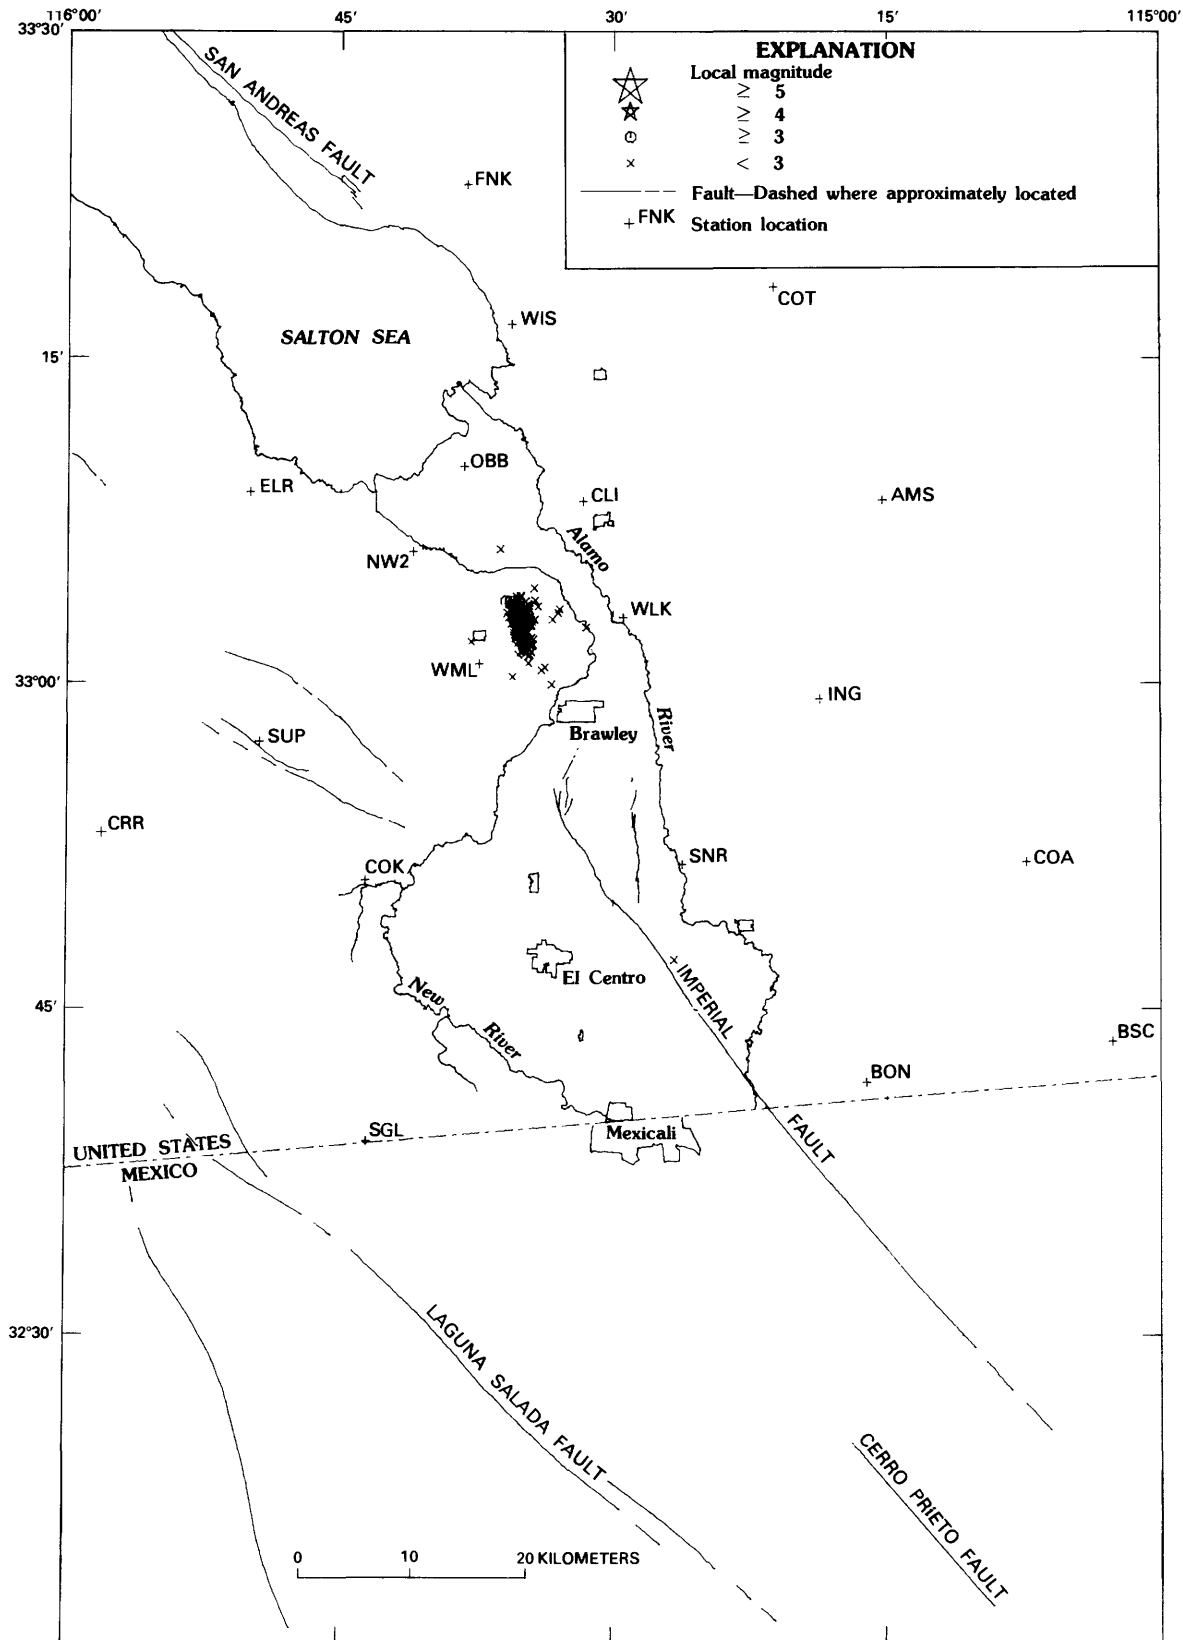 116°00' 45' 30' 15' 115°00'
33°30'
EXPLANATION
Local magnitude
≥ 5
≥ 4
≥ 3
< 3
Fault—Dashed where approximately located
+ FNK Station location
SAN ANDREAS FAULT
FNK
COT
WIS
SALTON SEA
15'
OBB
ELR
CLI
AMS
Alamo
NW2
WLK
WML
33°00'
ING
River
SUP
Brawley
CRR
SNR
COA
COK
El Centro
IMPERIAL
New
45'
River
BSC
BON
FAULT
SGL
Mexicali
UNITED STATES
MEXICO
32°30'
LAGUNA SALADA FAULT
CERRO PRIETO FAULT
0 10 20 KILOMETERS